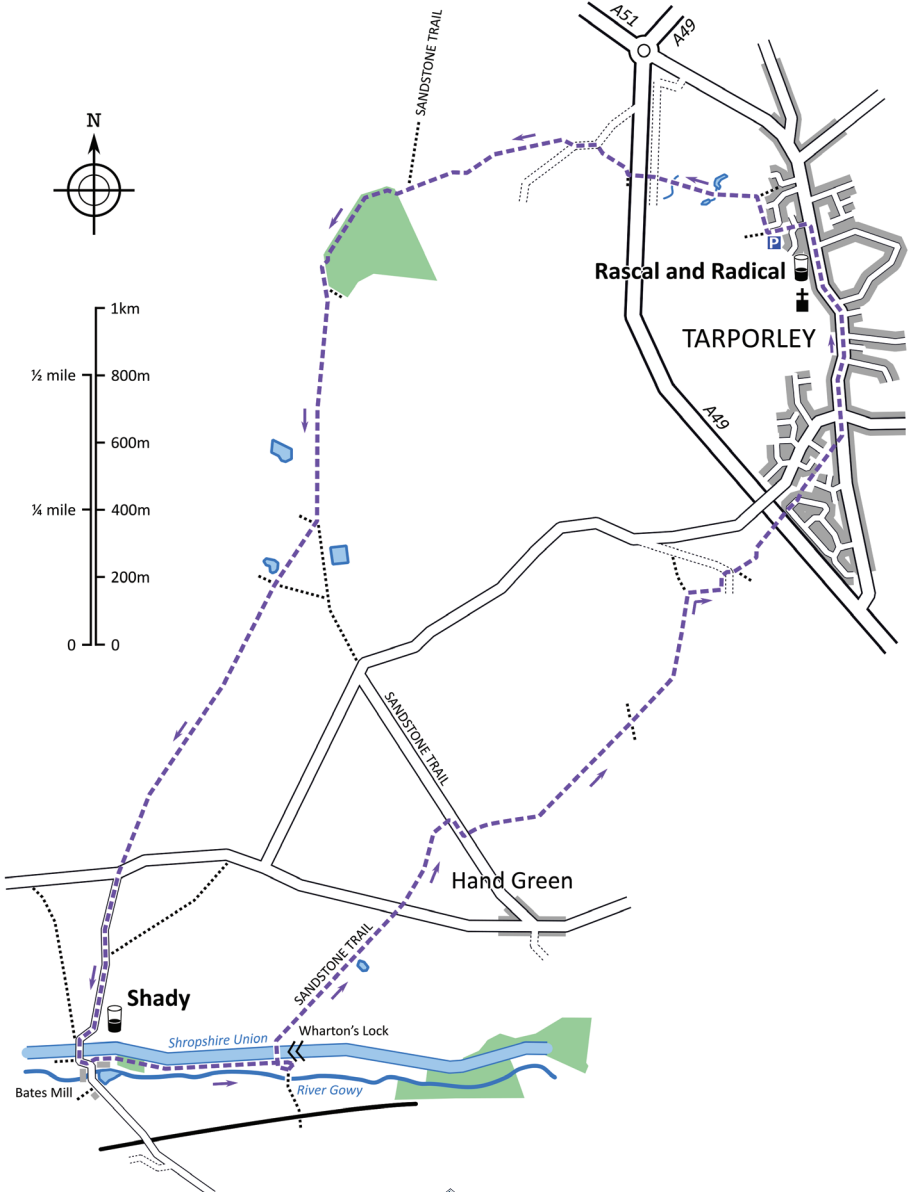 A51
A49
SANDSTONE TRAIL
N
P
Rascal and Radical
TARPORLEY
1km
½ mile
800m
A49
600m
¼ mile
400m
200m
0
0
SANDSTONE TRAIL
Hand Green
SANDSTONE TRAIL
Shady
Shropshire Union
Wharton's Lock
Bates Mill
River Gowy